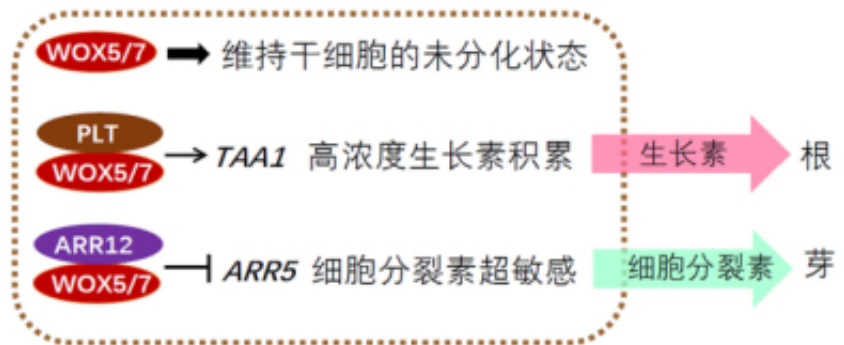 WOX5/7 维持干细胞的未分化状态
PLT
WOX5/7 TAA1 高浓度生长素积累 生长素 根
ARR12
WOX5/7 ARR5 细胞分裂素超敏感 细胞分裂素 芽